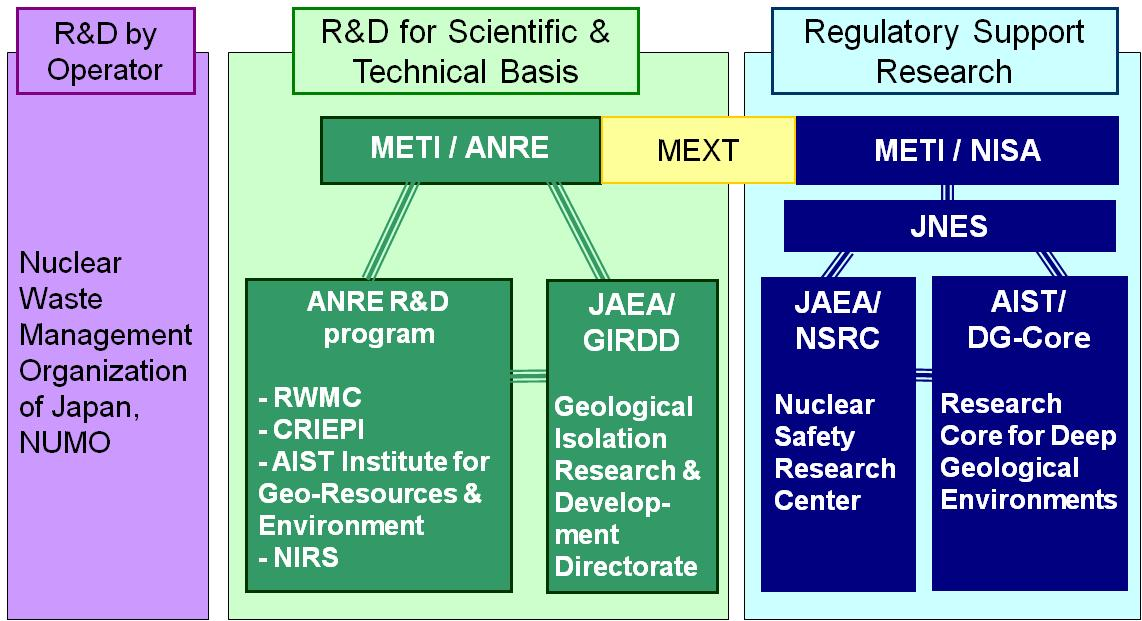 R&D by
Operator
Nuclear
Waste
Management
Organization
of Japan,
NUMO
R&D for Scientific &
Technical Basis
METI / ANRE
MEXT
ANRE R&D
program
- RWMC
- CRIEPI
- AIST Institute for
Geo-Resources &
Environment
- NIRS
JAEA/
GIRDD
Geological
Isolation
Research &
Develop-
ment
Directorate
Regulatory Support
Research
METI / NISA
JNES
JAEA/
NSRC
Nuclear
Safety
Research
Center
AIST/
DG-Core
Research
Core for Deep
Geological
Environments